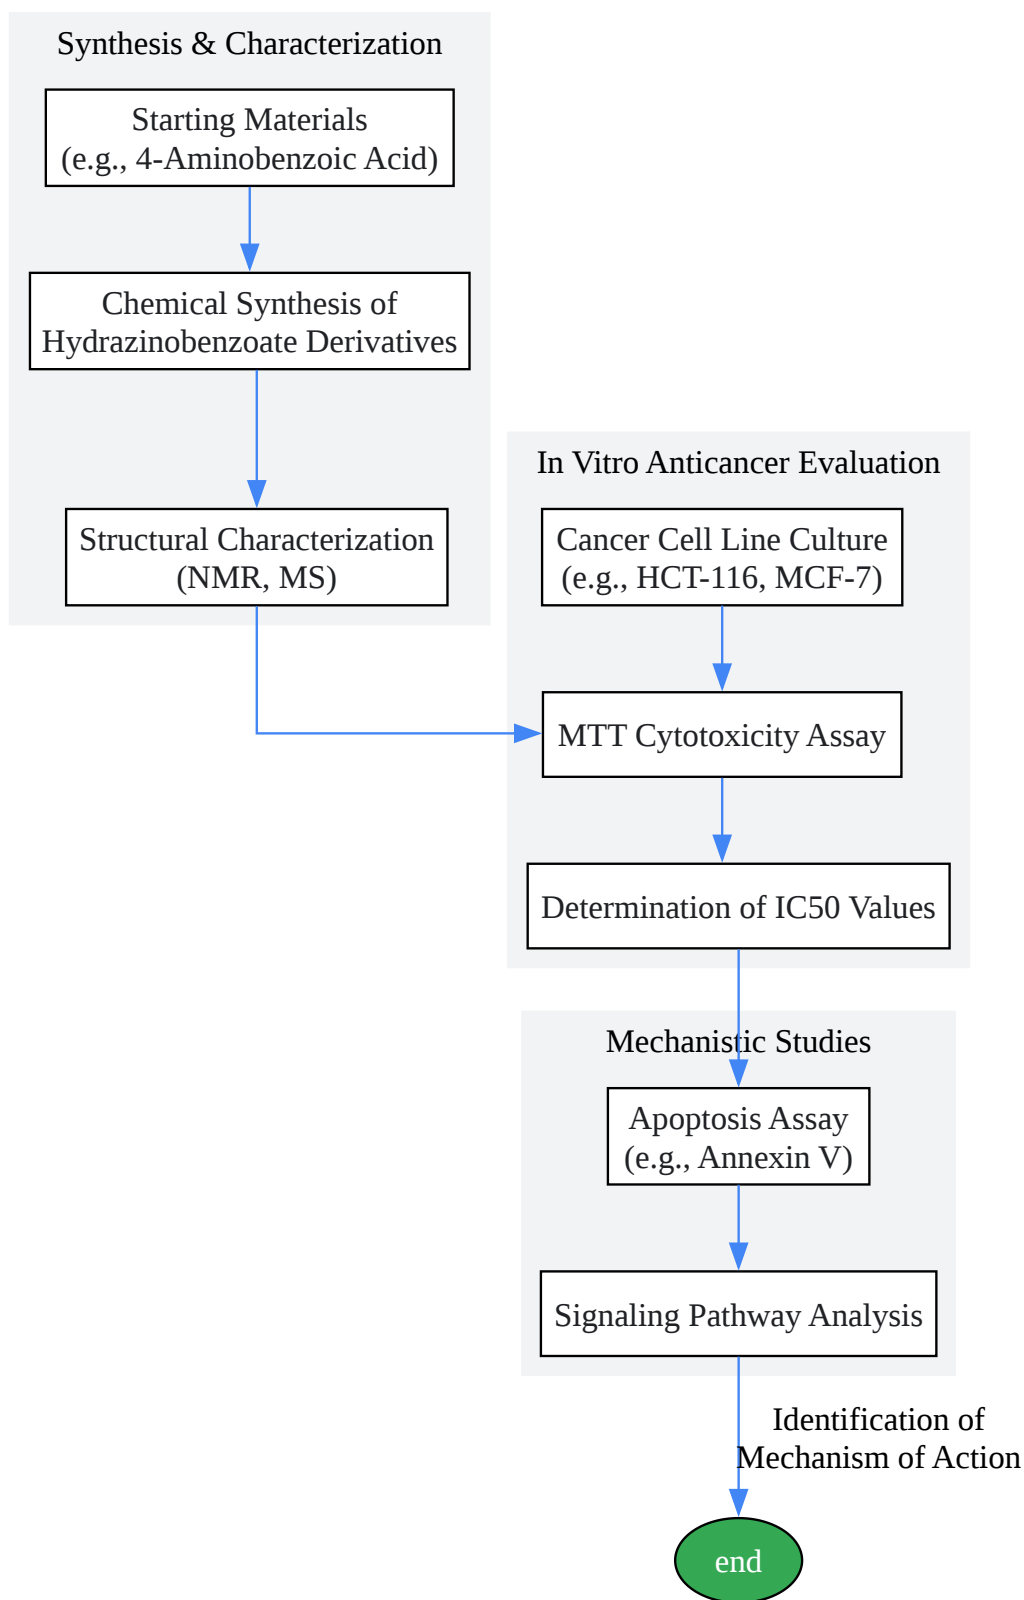 Synthesis & Characterization
Starting Materials
(e.g., 4-Aminobenzoic Acid)
Chemical Synthesis of
Hydrazinobenzoate Derivatives
Structural Characterization
(NMR, MS)
In Vitro Anticancer Evaluation
Cancer Cell Line Culture
(e.g., HCT-116, MCF-7)
MTT Cytotoxicity Assay
Determination of IC50 Values
Mechanistic Studies
Apoptosis Assay
(e.g., Annexin V)
Signaling Pathway Analysis
Identification of
Mechanism of Action
end